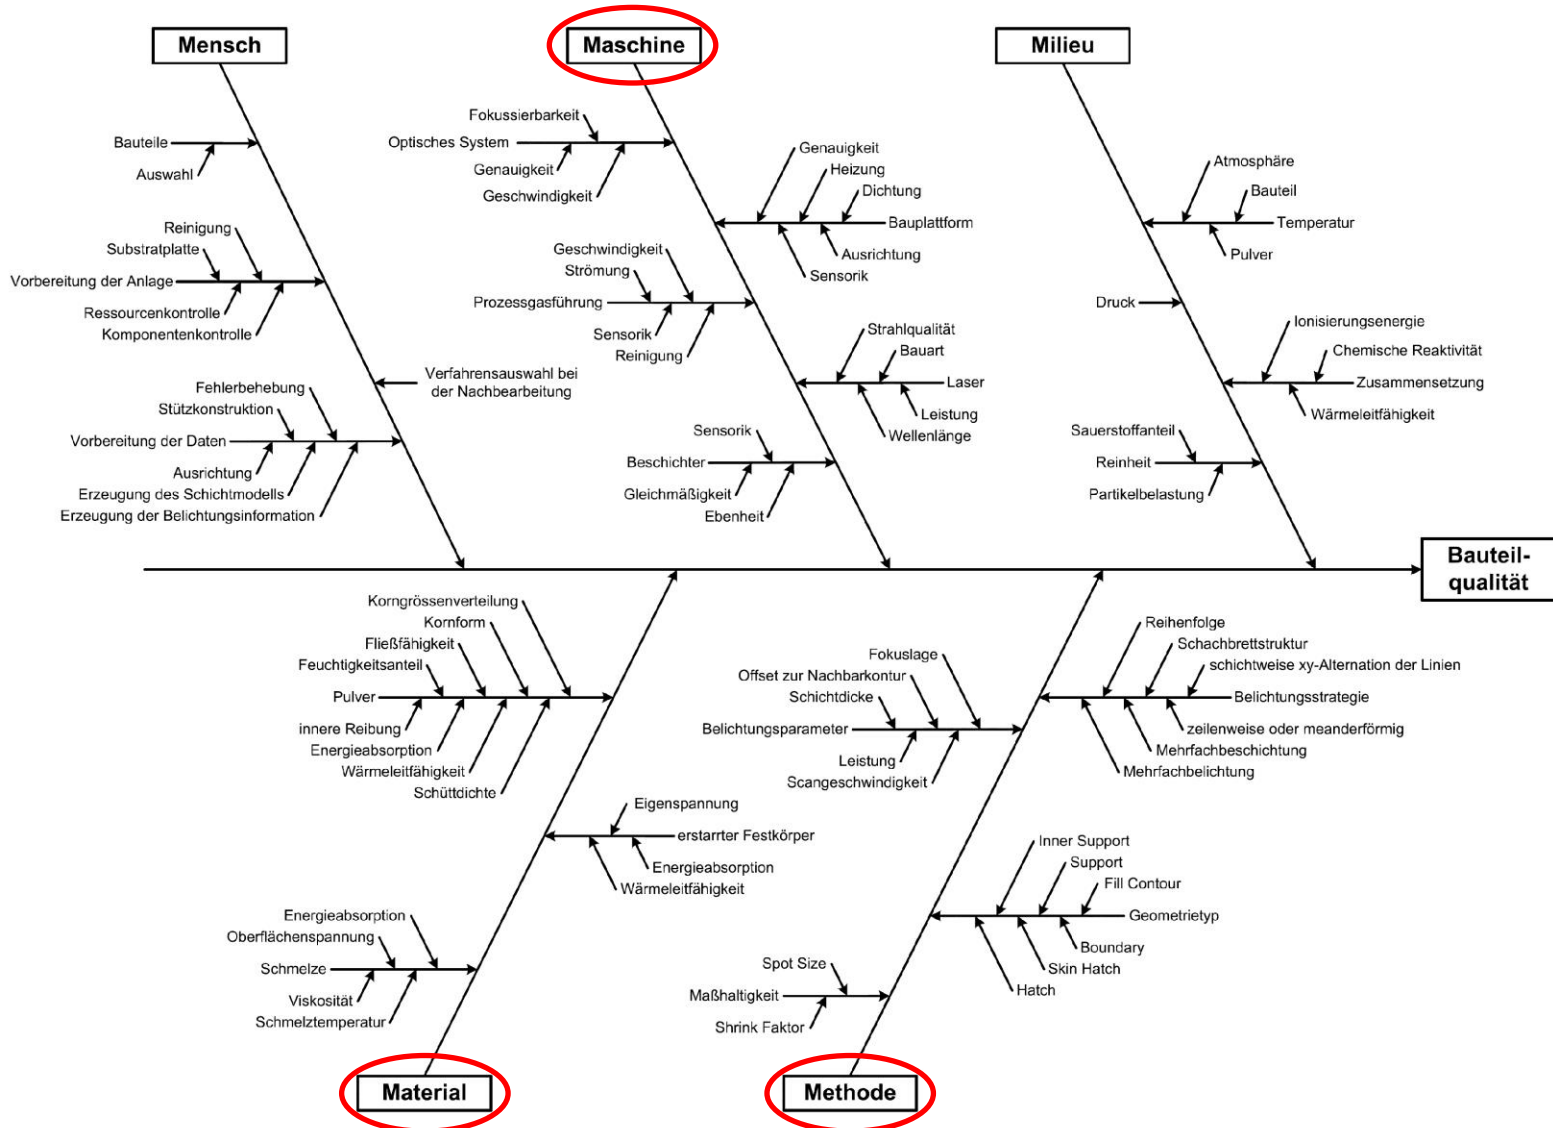 Mensch
Maschine
Milieu
Fokussierbarkeit
Optisches System
Genauigkeit
Geschwindigkeit
Bauteile
Auswahl
Genauigkeit
Heizung
Dichtung
Bauplattform
Ausrichtung
Sensorik
Atmosphäre
Bauteil
Temperatur
Pulver
Reinigung
Substratplatte
Vorbereitung der Anlage
Ressourcenkontrolle
Komponentenkontrolle
Geschwindigkeit
Strömung
Prozessgasführung
Sensorik
Reinigung
Druck
Ionisierungsenergie
Chemische Reaktivität
Zusammensetzung
Wärmeleitfähigkeit
Strahlqualität
Bauart
Laser
Leistung
Wellenlänge
Verfahrensauswahl bei
der Nachbearbeitung
Fehlerbehebung
Stützkonstruktion
Vorbereitung der Daten
Ausrichtung
Erzeugung des Schichtmodells
Erzeugung der Belichtungsinformation
Sensorik
Beschichter
Gleichmäßigkeit
Ebenheit
Sauerstoffanteil
Reinheit
Partikelbelastung
Bauteil-
qualität
Korngrössenverteilung
Kornform
Fließfähigkeit
Feuchtigkeitsanteil
Pulver
innere Reibung
Energieabsorption
Wärmeleitfähigkeit
Schüttdichte
Fokuslage
Offset zur Nachbarkontur
Schichtdicke
Belichtungsparameter
Leistung
Scangeschwindigkeit
Reihenfolge
Schachbrettstruktur
schichtweise xy-Alternation der Linien
Belichtungsstrategie
zeilenweise oder meanderförmig
Mehrfachbeschichtung
Mehrfachbelichtung
Eigenspannung
erstarrter Festkörper
Energieabsorption
Wärmeleitfähigkeit
Inner Support
Support
Fill Contour
Geometrietyp
Boundary
Skin Hatch
Hatch
Energieabsorption
Oberflächenspannung
Schmelze
Viskosität
Schmelztemperatur
Spot Size
Maßhaltigkeit
Shrink Faktor
Material
Methode